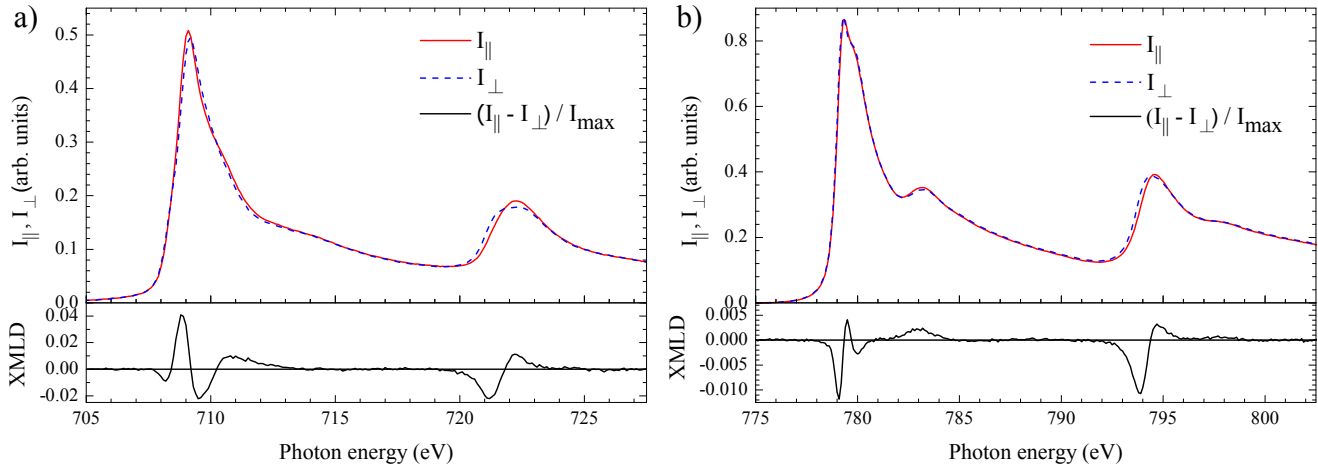 a)
I∥
I⊥
(I∥ - I⊥) / Imax
I∥, I⊥ (arb. units)
0.5
0.4
0.3
0.2
0.1
0.0
XMLD
0.04
0.02
0.00
-0.02
705 710 715 720 725
Photon energy (eV)
b)
I∥
I⊥
(I∥ - I⊥) / Imax
I∥, I⊥ (arb. units)
0.8
0.6
0.4
0.2
0.0
XMLD
0.005
0.000
-0.005
-0.010
775 780 785 790 795 800
Photon energy (eV)